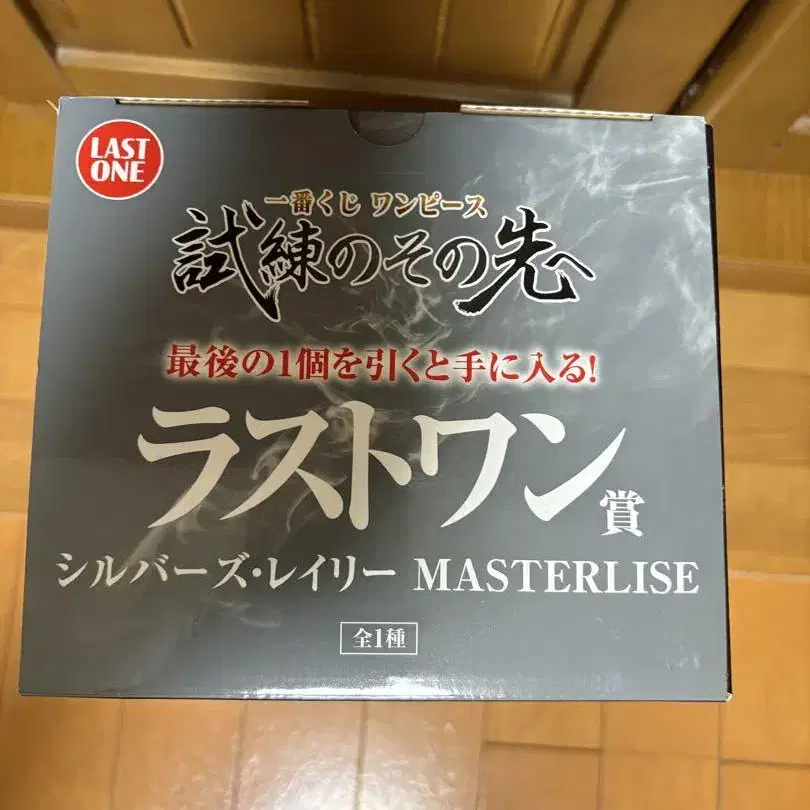 LAST
ONE
一番くじ ワンピース
試練のその先へ
最後の1個を引くと手に入る!
ラストワン賞
シルバーズ・レイリー MASTERLISE
全1種